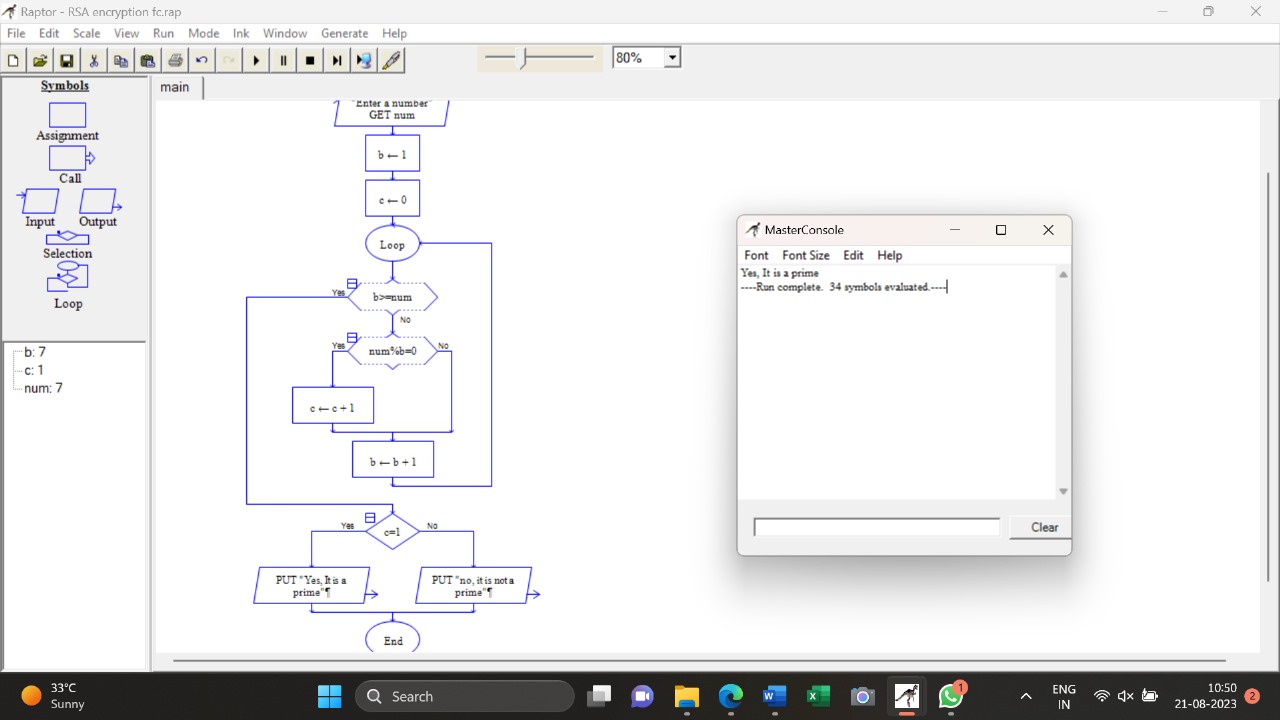 Raptor - RSA encryption fc.rap
File Edit Scale View Run Mode Ink Window Generate Help
80%
Symbols
Assignment
Call
Input Output
Selection
Loop
b: 7
c: 1
num: 7
main
"Enter a number"
GET num
b ← 1
c ← 0
Loop
Yes b>=num
No
Yes num%b=0 No
c ← c + 1
b ← b + 1
Yes c=1 No
PUT "Yes, It is a
prime"¶
PUT "no, it is not a
prime"¶
End
MasterConsole
Font Font Size Edit Help
Yes, It is a prime
----Run complete. 34 symbols evaluated.----
Clear
33°C
Sunny
Search
1
ENG
IN
10:50
21-08-2023
2